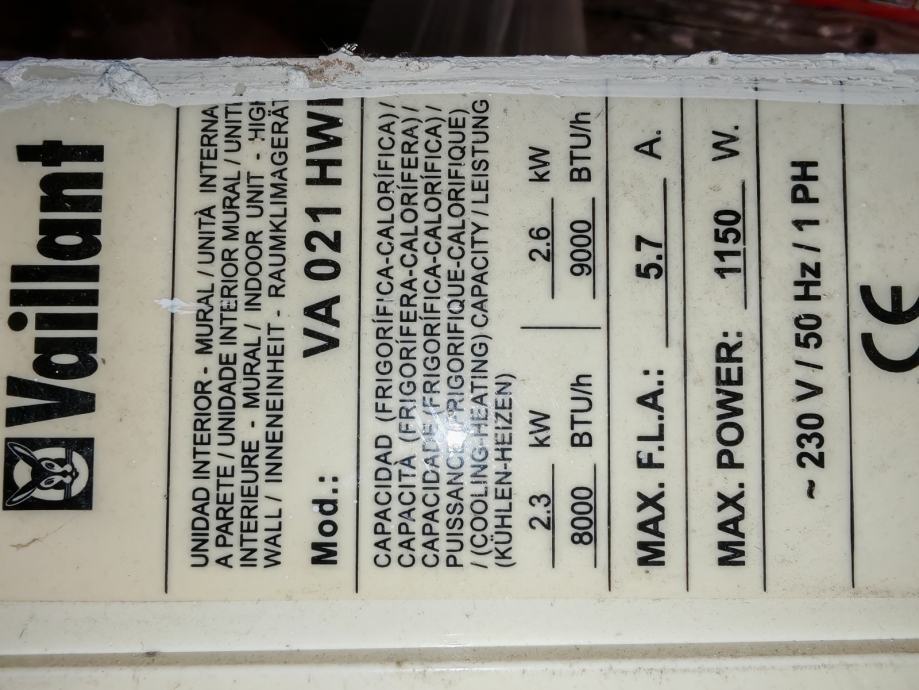 Vaillant
UNIDAD INTERIOR - MURAL / UNITÀ INTERNA
A PARETE / UNIDADE INTERIOR MURAL / UNITÉ
INTERIEURE - MURAL / INDOOR UNIT - HIGH
WALL / INNENEINHEIT - RAUMKLIMAGERÄT
Mod.: VA 021 HWI
CAPACIDAD (FRIGORÍFICA-CALORÍFICA) /
CAPACITÀ (FRIGORÍFERA-CALORÍFERA) /
CAPACIDADE (FRIGORÍFICA-CALORÍFICA) /
PUISSANCE (FRIGORIFIQUE-CALORIFIQUE)
/ (COOLING-HEATING) CAPACITY / LEISTUNG
(KÜHLEN-HEIZEN)
2.3 kW 2.6 kW
8000 BTU/h 9000 BTU/h
MAX. F.L.A.: 5.7 A.
MAX. POWER: 1150 W.
~ 230 V / 50 Hz / 1 PH
CE